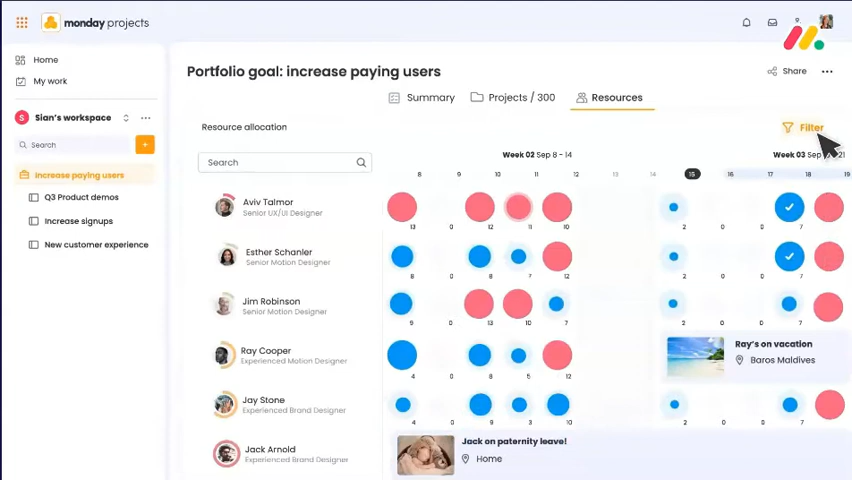 monday projects
Home
My work
S Sian's workspace
Search
+
Increase paying users
Q3 Product demos
Increase signups
New customer experience
Portfolio goal: increase paying users
Share
Summary
Projects / 300
Resources
Resource allocation
Filter
Search
Week 02 Sep 8 - 14
Week 03 Sep
21
8 9 10 11 12 13 14 15 16 17 18 19
Aviv Talmor
Senior UX/UI Designer
13 0 12 11 10 2 0 0 7
Esther Schanler
Senior Motion Designer
8 0 8 7 12 2 0 0 7
Jim Robinson
Senior Motion Designer
9 0 13 10 7 2 0 0 7
Ray Cooper
Experienced Motion Designer
4 0 8 5 12
Ray's on vacation
Baros Maldives
Jay Stone
Experienced Brand Designer
4 0 9 3 10 2 0 0 7
Jack Arnold
Experienced Brand Designer
Jack on paternity leave!
Home